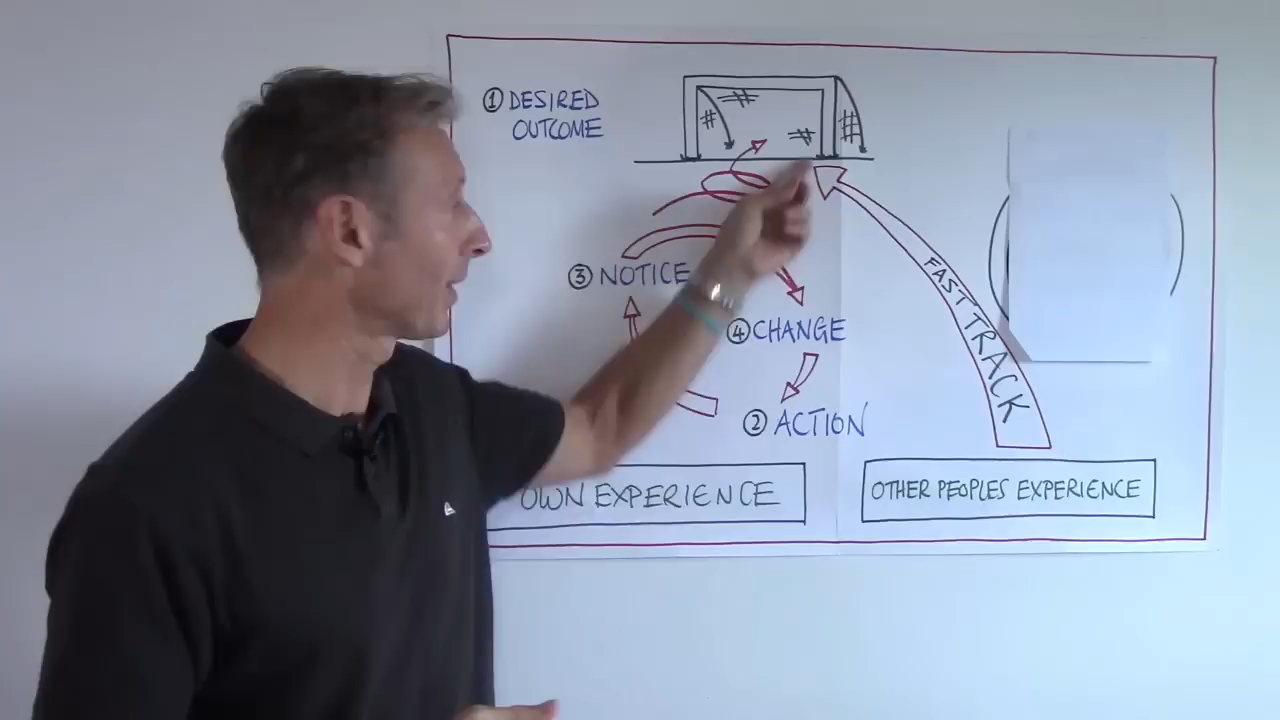 ① DESIRED
OUTCOME
③ NOTICE
④ CHANGE
② ACTION
FAST TRACK
OWN EXPERIENCE
OTHER PEOPLES EXPERIENCE